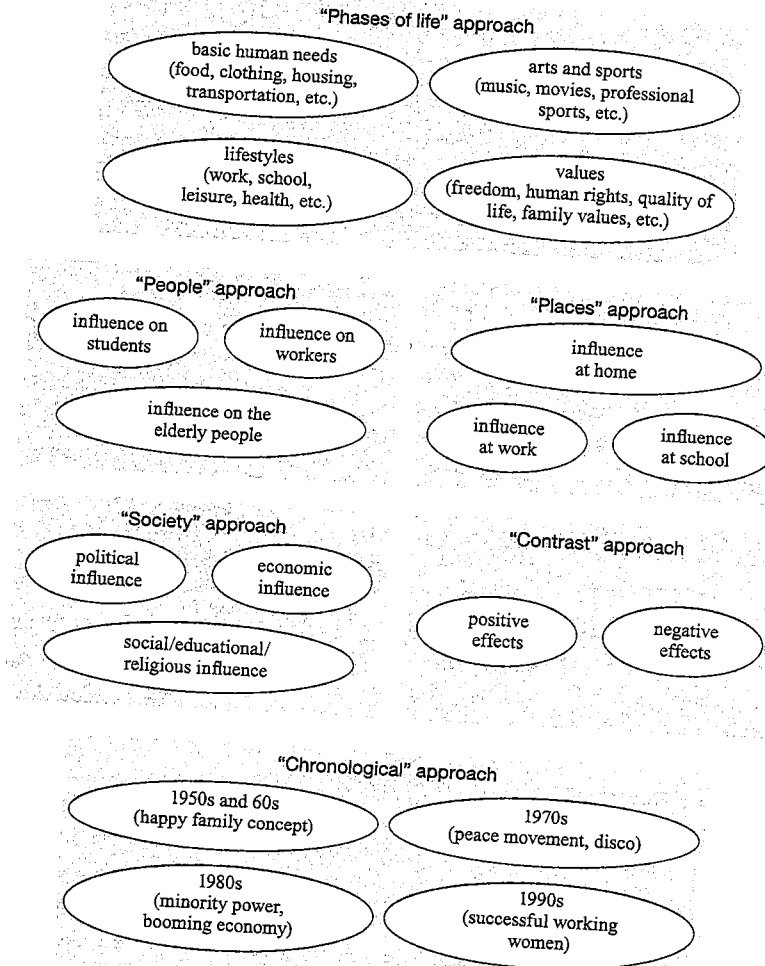 "Phases of life" approach
basic human needs
(food, clothing, housing,
transportation, etc.)
arts and sports
(music, movies, professional
sports, etc.)
lifestyles
(work, school,
leisure, health, etc.)
values
(freedom, human rights, quality of
life, family values, etc.)
"People" approach
influence on
students
influence on
workers
influence on the
elderly people
"Places" approach
influence
at home
influence
at work
influence
at school
"Society" approach
political
influence
economic
influence
social/educational/
religious influence
"Contrast" approach
positive
effects
negative
effects
"Chronological" approach
1950s and 60s
(happy family concept)
1970s
(peace movement, disco)
1980s
(minority power,
booming economy)
1990s
(successful working
women)